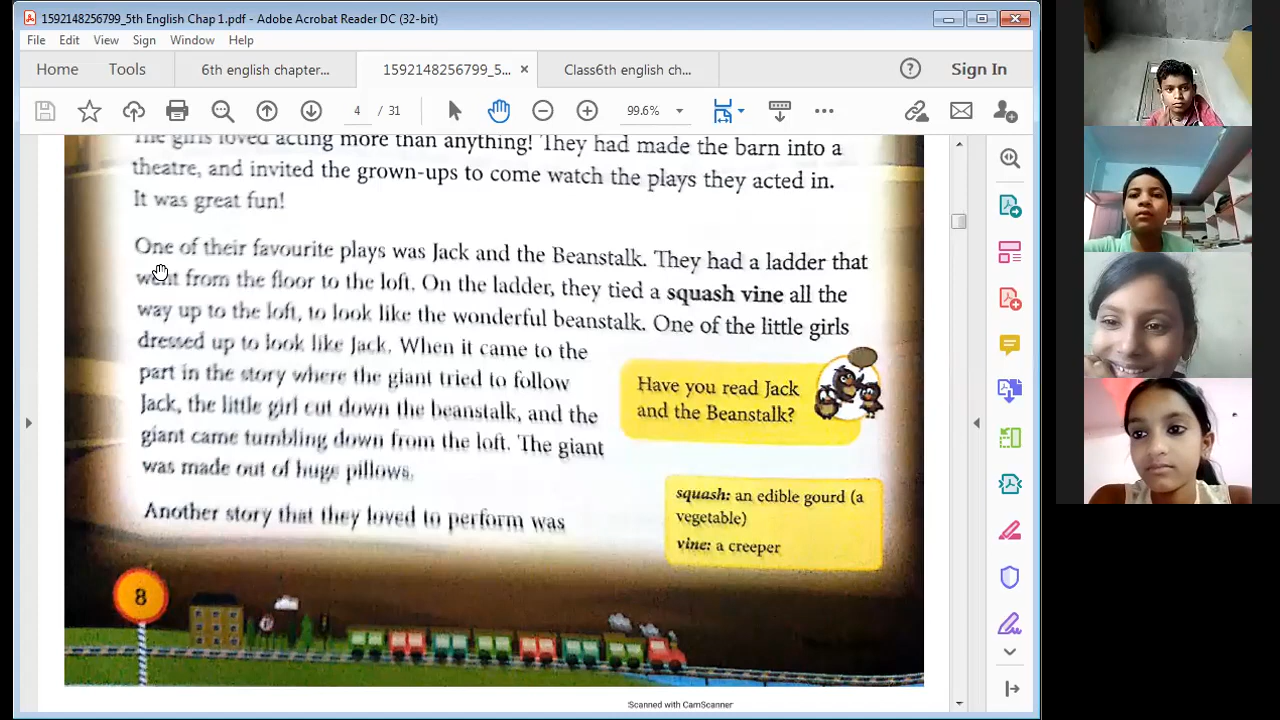 1592148256799_5th English Chap 1.pdf - Adobe Acrobat Reader DC (32-bit)
File Edit View Sign Window Help
Home Tools 6th english chapter... 1592148256799_5... × Class6th english ch... Sign In
4 / 31 99.6%
The girls loved acting more than anything! They had made the barn into a
theatre, and invited the grown-ups to come watch the plays they acted in.
It was great fun!
One of their favourite plays was Jack and the Beanstalk. They had a ladder that
went from the floor to the loft. On the ladder, they tied a squash vine all the
way up to the loft, to look like the wonderful beanstalk. One of the little girls
dressed up to look like Jack. When it came to the
part in the story where the giant tried to follow
Jack, the little girl cut down the beanstalk, and the
giant came tumbling down from the loft. The giant
was made out of huge pillows.
Have you read Jack
and the Beanstalk?
squash: an edible gourd (a
vegetable)
vine: a creeper
Another story that they loved to perform was
8
Scanned with CamScanner